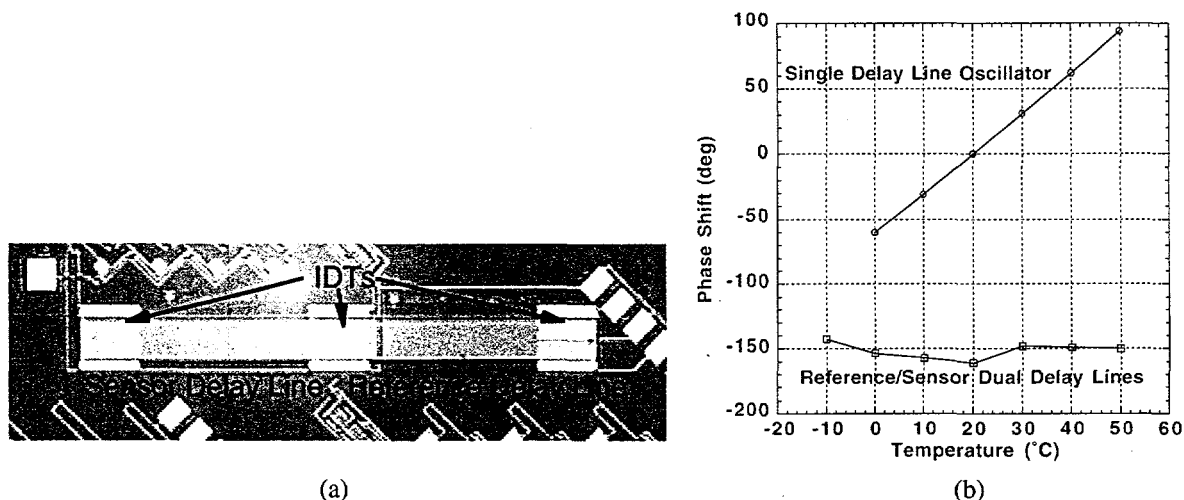 IDTs
Sensor Delay Line Reference Delay Line
(a)
100
50
0
-50
-100
-150
-200
Phase Shift (deg)
Single Delay Line Oscillator
Reference/Sensor Dual Delay Lines
-20 -10 0 10 20 30 40 50 60
Temperature (˚C)
(b)